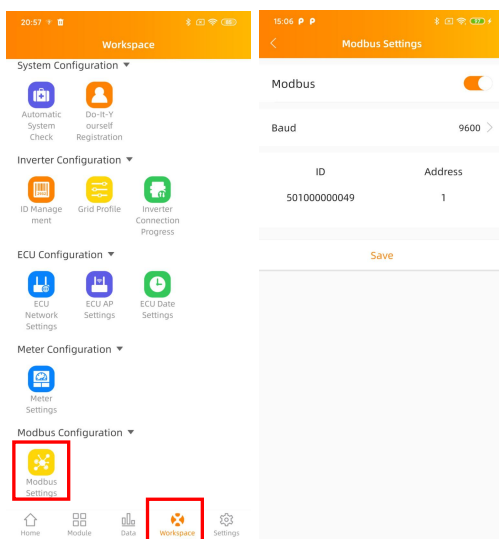 20:57
Workspace
System Configuration
Automatic
System
Check
Do-It-Y
ourself
Registration
Inverter Configuration
ID Manage
ment
Grid Profile
Inverter
Connection
Progress
ECU Configuration
ECU
Network
Settings
ECU AP
Settings
ECU Date
Settings
Meter Configuration
Meter
Settings
Modbus Configuration
Modbus
Settings
Home
Module
Data
Workspace
Settings
15:06 P P
97
Modbus Settings
Modbus
Baud 9600
ID Address
501000000049 1
Save